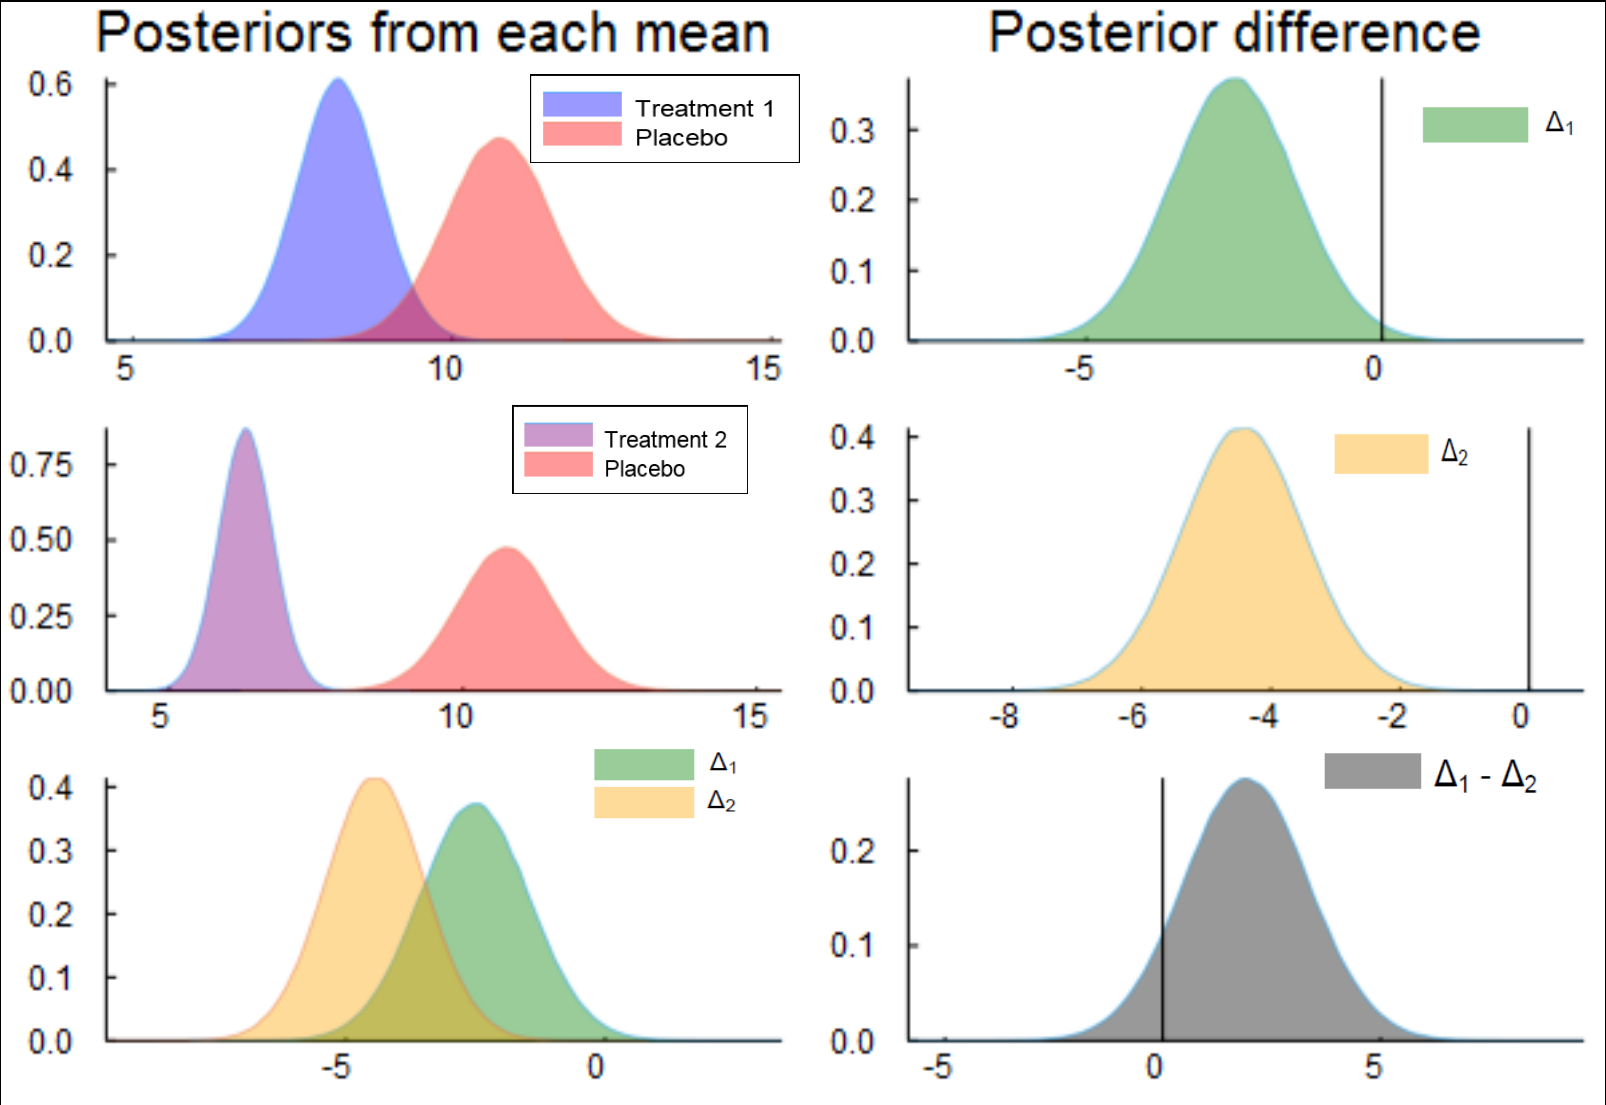 Posteriors from each mean
Posterior difference
0.6
0.4
0.2
0.0
5 10 15
Treatment 1
Placebo
0.3
0.2
0.1
0.0
-5 0
Δ₁
0.75
0.50
0.25
0.00
5 10 15
Treatment 2
Placebo
0.4
0.3
0.2
0.1
0.0
-8 -6 -4 -2 0
Δ₂
0.4
0.3
0.2
0.1
0.0
-5 0
Δ₁
Δ₂
0.2
0.1
0.0
-5 0 5
Δ₁ - Δ₂